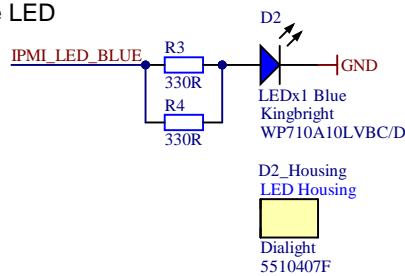 e LED
D2
IPMI_LED_BLUE
R3
330R
GND
R4
330R
LEDx1 Blue
Kingbright
WP710A10LVBC/D
D2_Housing
LED Housing
Dialight
5510407F